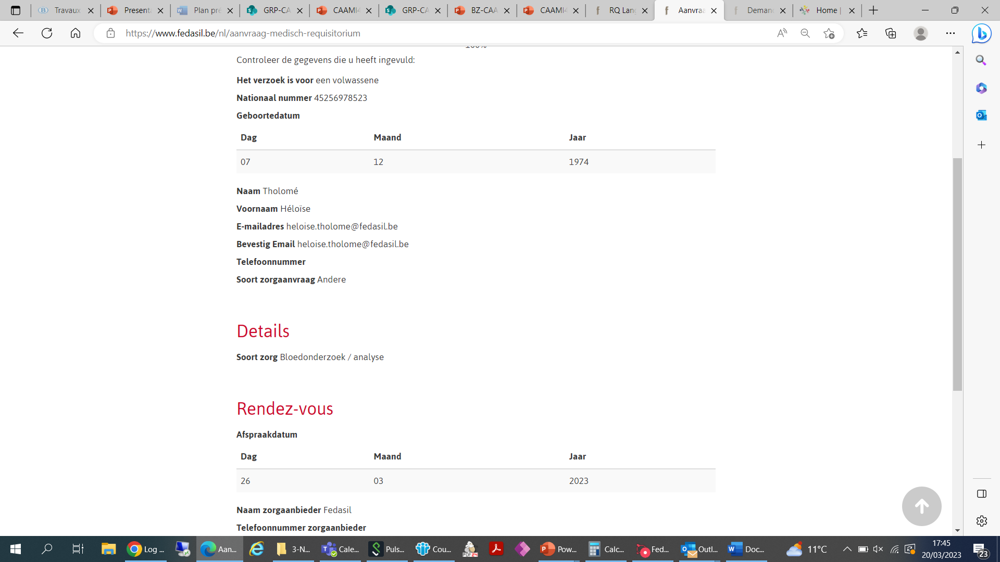 Travaux
Present
Plan pré
GRP-CA
CAAMI
GRP-CA
BZ-CAA
CAAMI
RQ Lang
Aanvraa
Demand
Home |
https://www.fedasil.be/nl/aanvraag-medisch-requisitorium
Controleer de gegevens die u heeft ingevuld:
Het verzoek is voor een volwassene
Nationaal nummer 45256978523
Geboortedatum
Dag Maand Jaar
07 12 1974
Naam Tholomé
Voornaam Héloïse
E-mailadres heloise.tholome@fedasil.be
Bevestig Email heloise.tholome@fedasil.be
Telefoonnummer
Soort zorgaanvraag Andere
Details
Soort zorg Bloedonderzoek / analyse
Rendez-vous
Afspraakdatum
Dag Maand Jaar
26 03 2023
Naam zorgaanbieder Fedasil
Telefoonnummer zorgaanbieder
Log ...
Aan...
3-N...
Cale...
Puls...
Cou...
PDF24
Pow...
Calc...
Fed...
Outl...
Doc...
11°C
17:45
20/03/2023
23